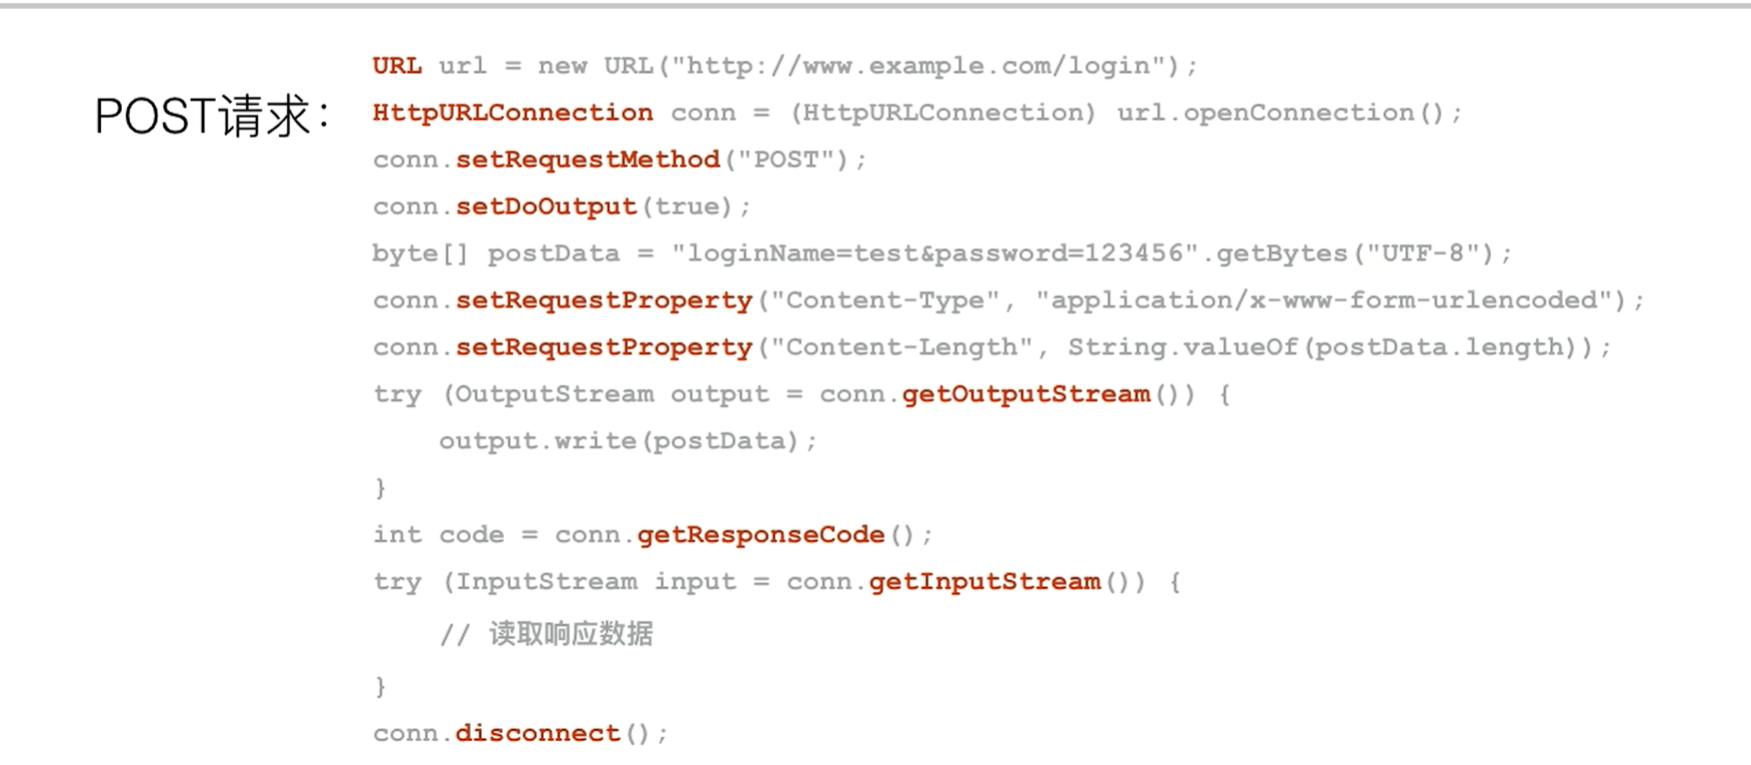 POST请求：
URL url = new URL("http://www.example.com/login");
HttpURLConnection conn = (HttpURLConnection) url.openConnection();
conn.setRequestMethod("POST");
conn.setDoOutput(true);
byte[] postData = "loginName=test&password=123456".getBytes("UTF-8");
conn.setRequestProperty("Content-Type", "application/x-www-form-urlencoded");
conn.setRequestProperty("Content-Length", String.valueOf(postData.length));
try (OutputStream output = conn.getOutputStream()) {
    output.write(postData);
}
int code = conn.getResponseCode();
try (InputStream input = conn.getInputStream()) {
    // 读取响应数据
}
conn.disconnect();